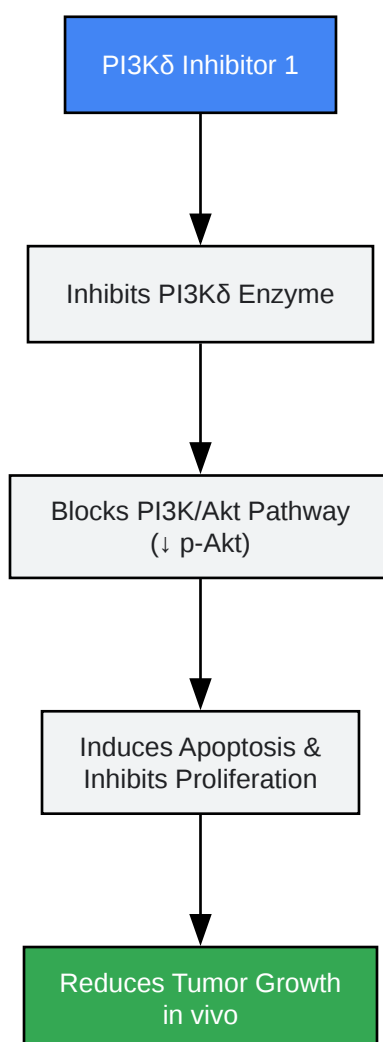 PI3Kδ Inhibitor 1
Inhibits PI3Kδ Enzyme
Blocks PI3K/Akt Pathway
(↓ p-Akt)
Induces Apoptosis &
Inhibits Proliferation
Reduces Tumor Growth
in vivo